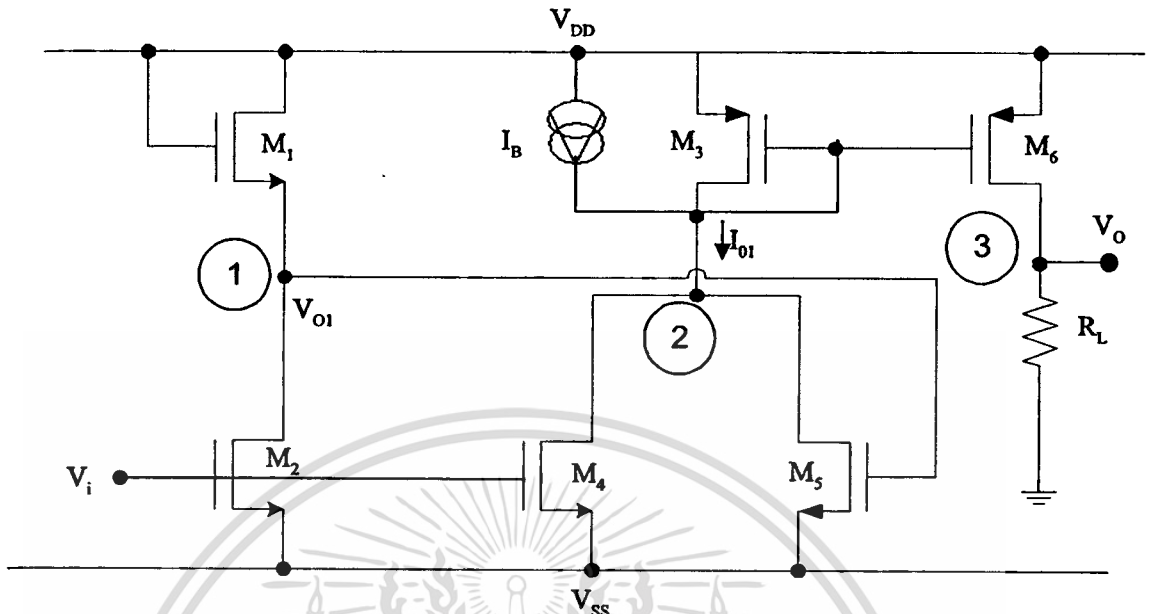 V_DD
M_1
I_B
M_3
M_6
1
V_O1
I_01
2
3
V_O
R_L
V_i
M_2
M_4
M_5
V_SS